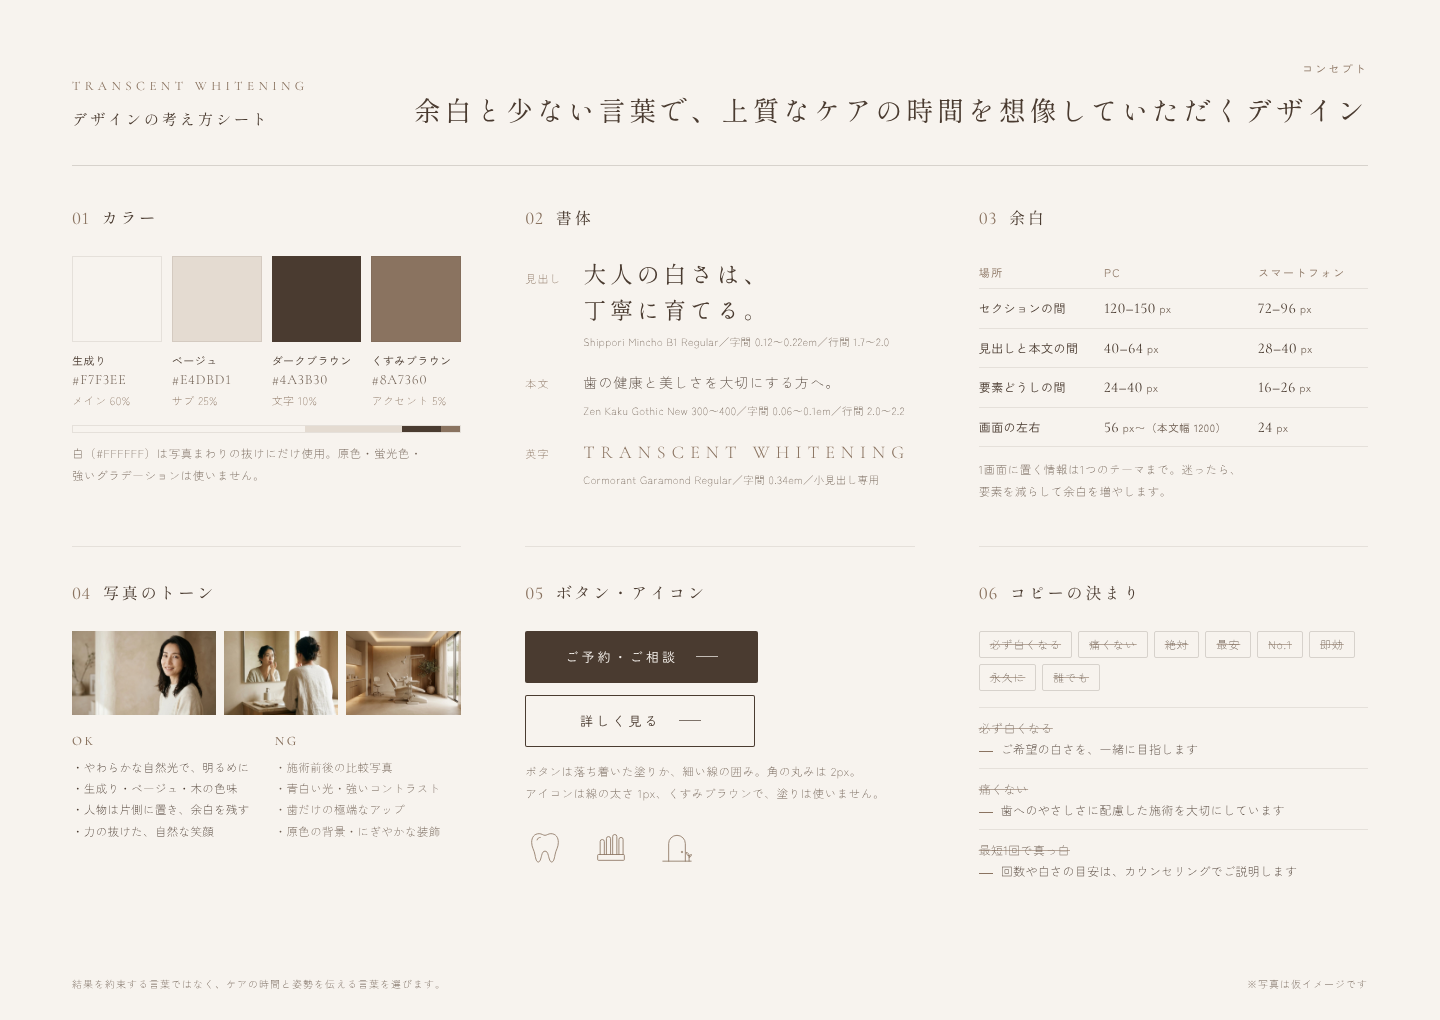 TRANSCENT WHITENING
デザインの考え方シート
コンセプト
余白と少ない言葉で、上質なケアの時間を想像していただくデザイン
01 カラー
生成り
#F7F3EE
メイン 60%
ベージュ
#E4DBD1
サブ 25%
ダークブラウン
#4A3B30
文字 10%
くすみブラウン
#8A7360
アクセント 5%
白（#FFFFFF）は写真まわりの抜けにだけ使用。原色・蛍光色・
強いグラデーションは使いません。
02 書体
見出し
大人の白さは、
丁寧に育てる。
Shippori Mincho B1 Regular／字間 0.12〜0.22em／行間 1.7〜2.0
本文
歯の健康と美しさを大切にする方へ。
Zen Kaku Gothic New 300〜400／字間 0.06〜0.1em／行間 2.0〜2.2
英字
TRANSCENT WHITENING
Cormorant Garamond Regular／字間 0.34em／小見出し専用
03 余白
場所 PC スマートフォン
セクションの間 120–150 px 72–96 px
見出しと本文の間 40–64 px 28–40 px
要素どうしの間 24–40 px 16–26 px
画面の左右 56 px〜（本文幅 1200） 24 px
1画面に置く情報は1つのテーマまで。迷ったら、
要素を減らして余白を増やします。
04 写真のトーン
OK
・やわらかな自然光で、明るめに
・生成り・ベージュ・木の色味
・人物は片側に置き、余白を残す
・力の抜けた、自然な笑顔
NG
・施術前後の比較写真
・青白い光・強いコントラスト
・歯だけの極端なアップ
・原色の背景・にぎやかな装飾
05 ボタン・アイコン
ご予約・ご相談
詳しく見る
ボタンは落ち着いた塗りか、細い線の囲み。角の丸みは 2px。
アイコンは線の太さ 1px、くすみブラウンで、塗りは使いません。
06 コピーの決まり
必ず白くなる 痛くない 絶対 最安 No.1 即効
永久に 誰でも
必ず白くなる
— ご希望の白さを、一緒に目指します
痛くない
— 歯へのやさしさに配慮した施術を大切にしています
最短1回で真っ白
— 回数や白さの目安は、カウンセリングでご説明します
結果を約束する言葉ではなく、ケアの時間と姿勢を伝える言葉を選びます。
※写真は仮イメージです